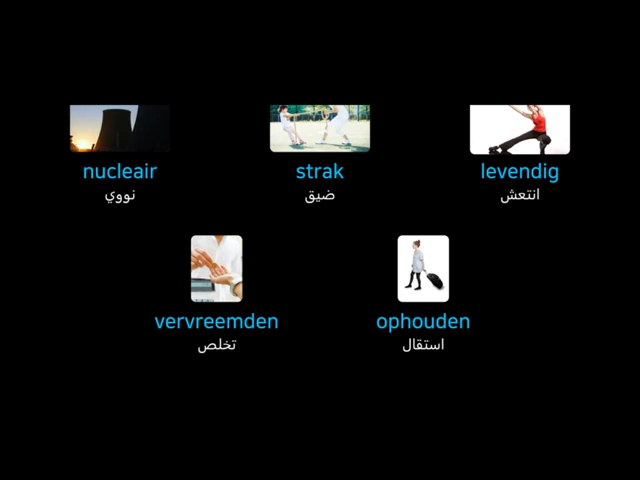 nucleair
نووي
strak
ضيق
levendig
انتعش
vervreemden
تخلص
ophouden
استقال